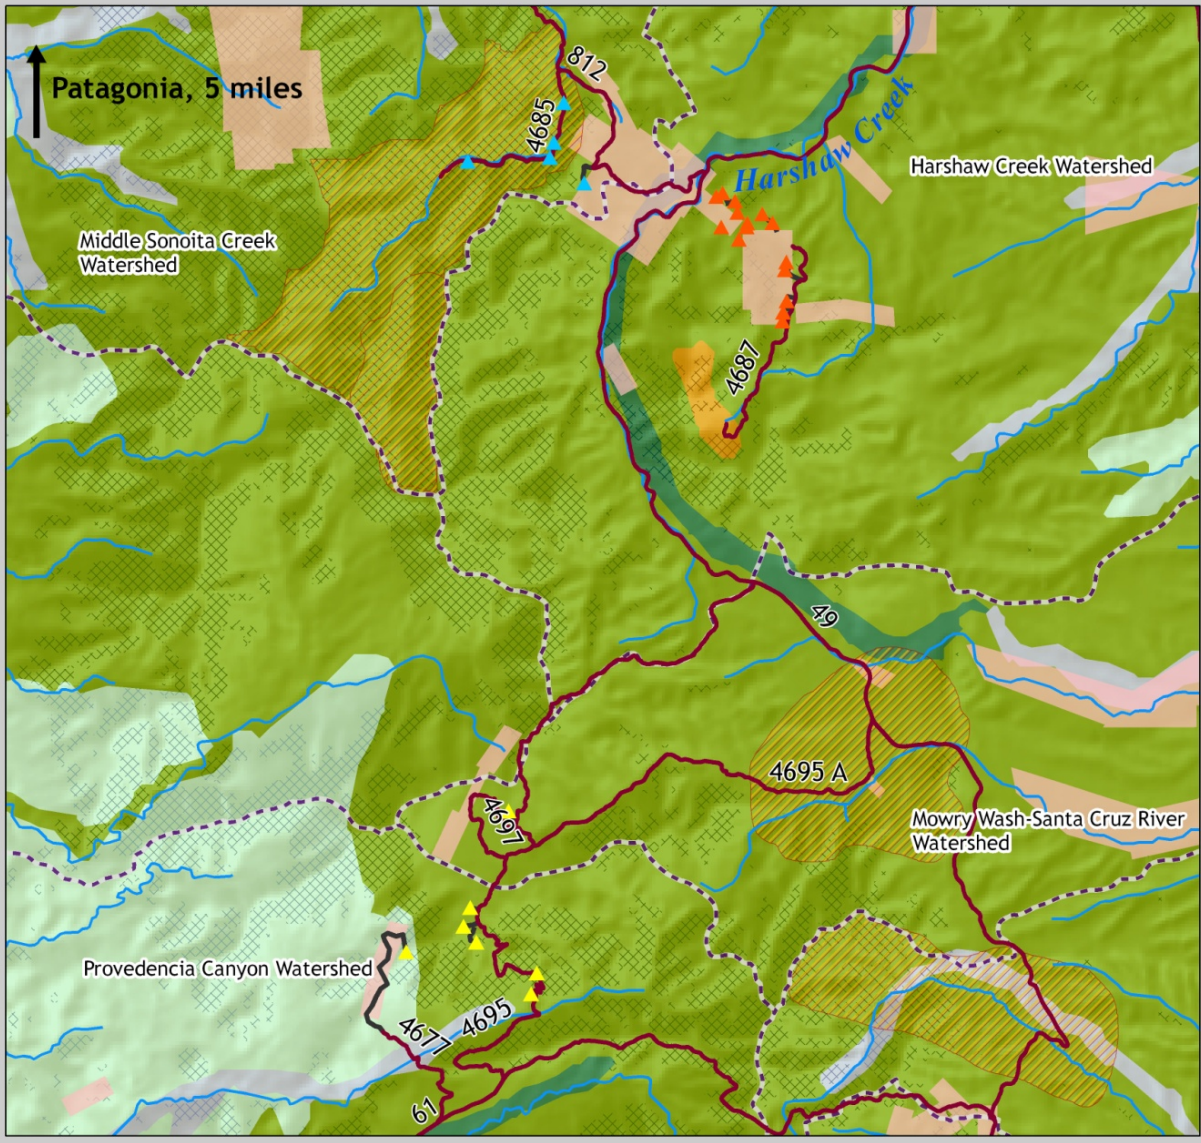 812
Patagonia, 5 miles
4685
Harshaw Creek
Harshaw Creek Watershed
Middle Sonoita Creek
Watershed
4687
49
4695 A
4697
Mowry Wash-Santa Cruz River
Watershed
Provedencia Canyon Watershed
4677
4695
61